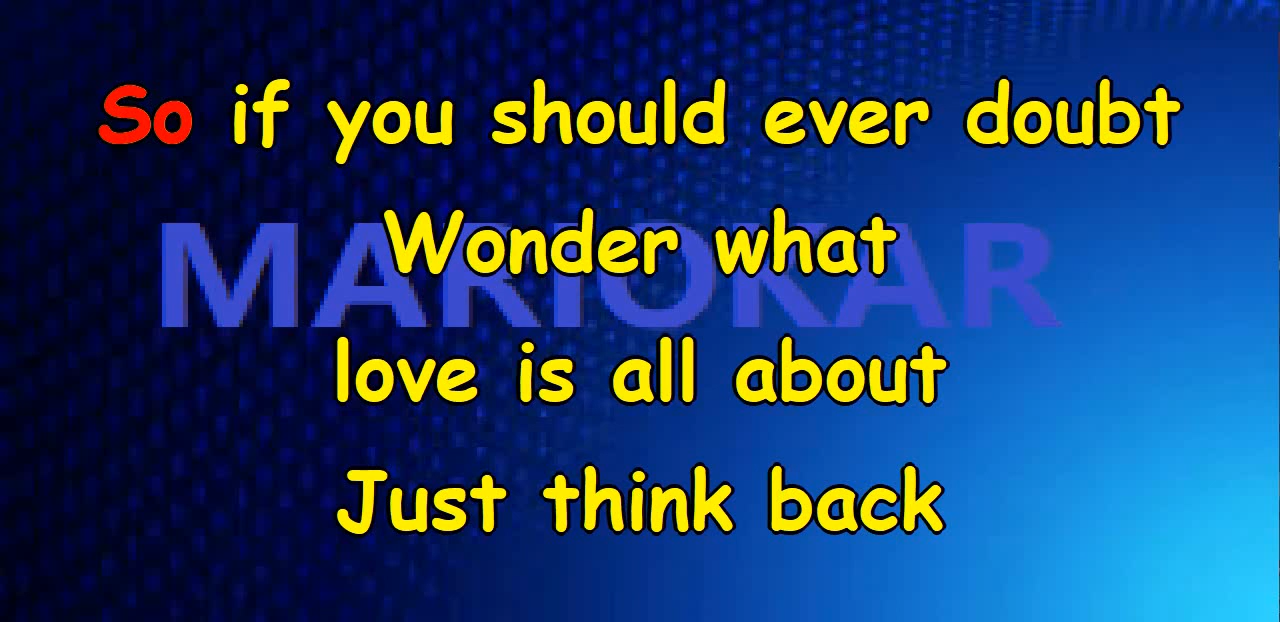 So if you should ever doubt
Wonder what
MARIOKAR
love is all about
Just think back